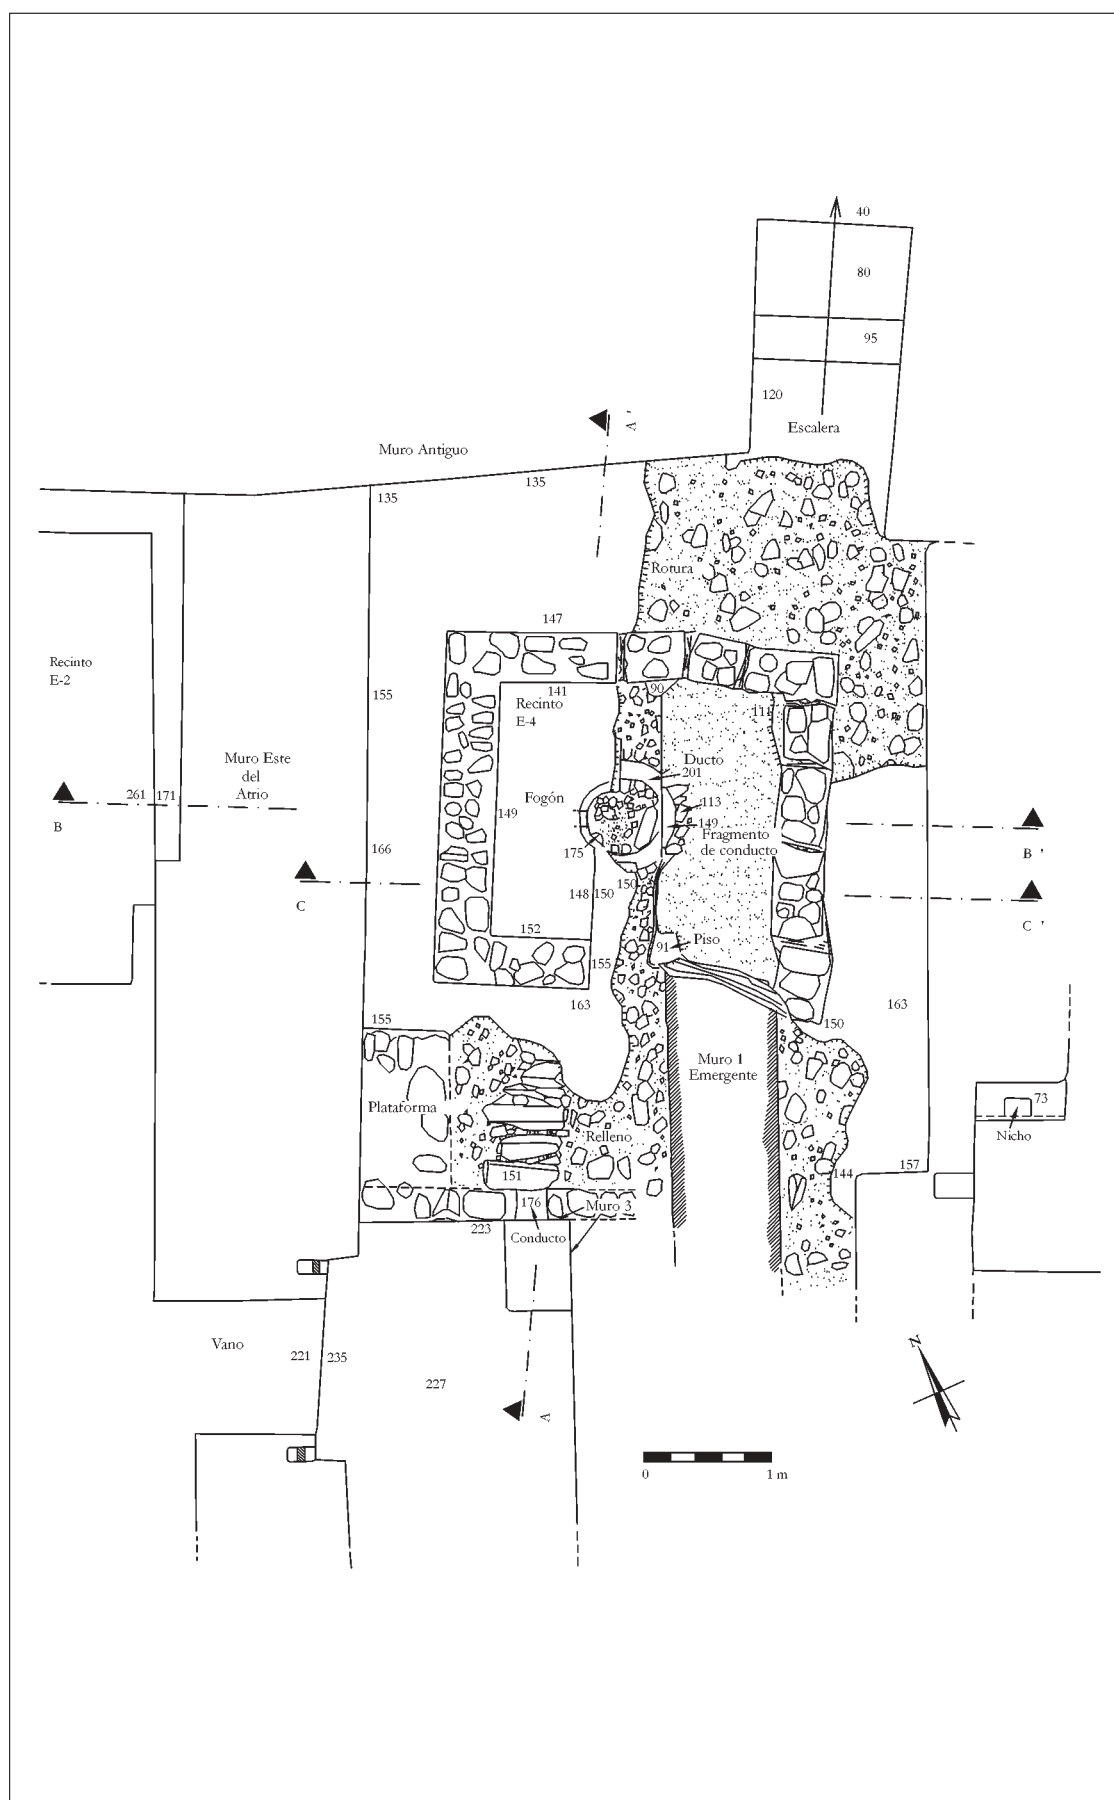 40
80
95
120
Escalera
A'
Muro Antiguo
135
135
Rotura
147
Recinto
E-2
155
141
Recinto
E-4
90
111
Ducto
201
Muro Este
del
Atrio
261
171
B
Fogón
149
113
149
Fragmento
de conducto
175
B '
166
C
148
150
150
C '
152
91
Piso
155
163
163
155
150
Muro 1
Emergente
Plataforma
Relleno
73
Nicho
151
144
157
176
Muro 3
223
Conducto
Vano
221
235
227
A
N
0
1 m